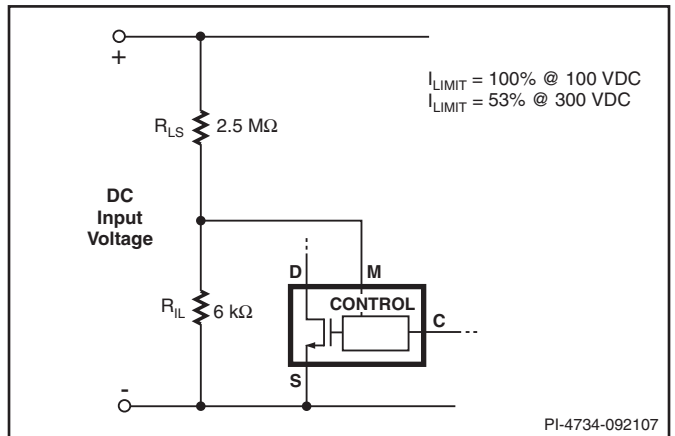 +
I_LIMIT = 100% @ 100 VDC
I_LIMIT = 53% @ 300 VDC
R_LS 2.5 MΩ
DC
Input
Voltage
D M
R_IL 6 kΩ
CONTROL
C
S
-
PI-4734-092107